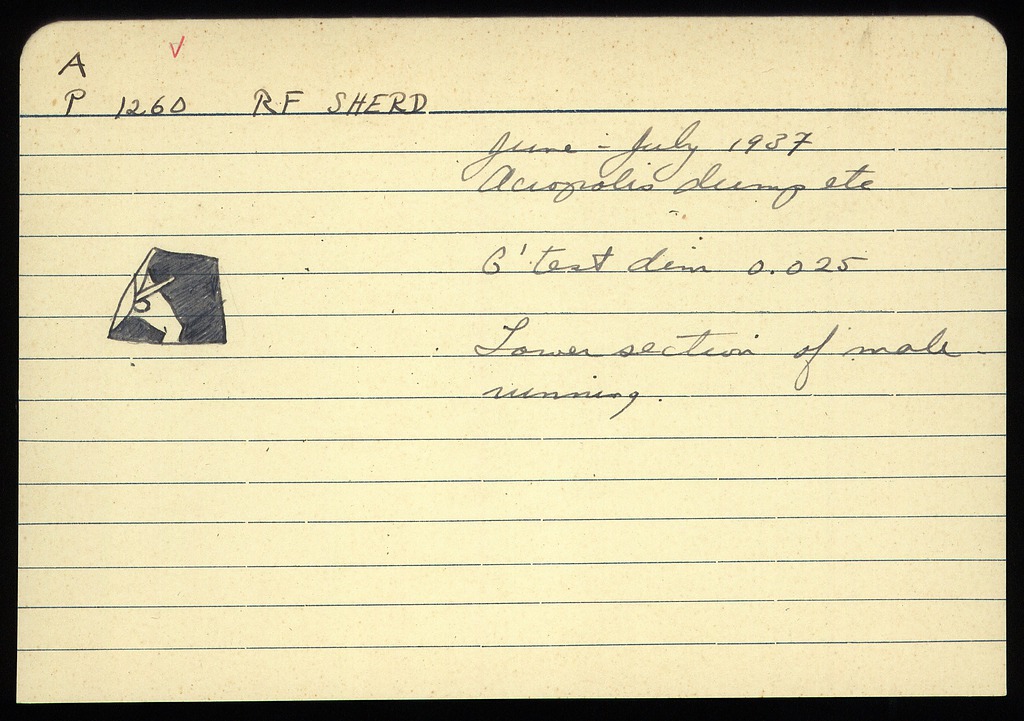 A
P 1260 RF SHERD
June - July 1937
Acropolis dump etc
G'test dim 0.025
Lower section of male
running.